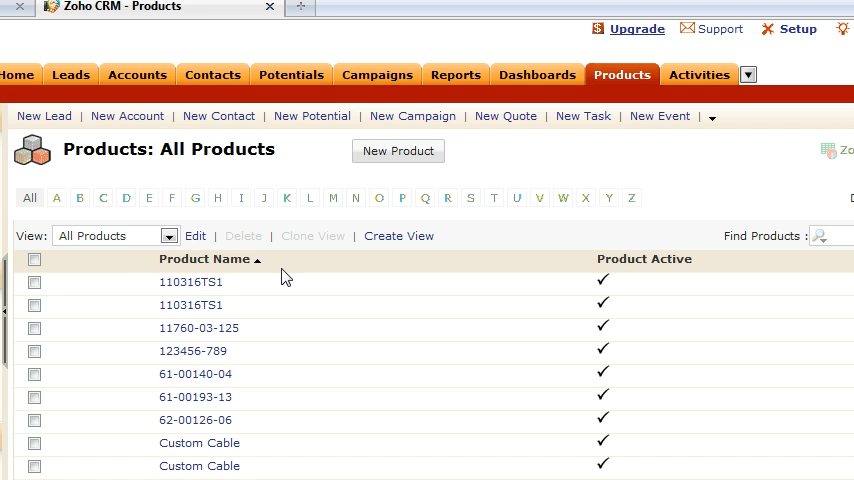 Zoho CRM - Products
Upgrade Support Setup
Home Leads Accounts Contacts Potentials Campaigns Reports Dashboards Products Activities
New Lead | New Account | New Contact | New Potential | New Campaign | New Quote | New Task | New Event |
Products: All Products New Product Zo
All A B C D E F G H I J K L M N O P Q R S T U V W X Y Z
View: All Products Edit | Delete | Clone View | Create View Find Products :
Product Name Product Active
110316TS1
110316TS1
11760-03-125
123456-789
61-00140-04
61-00193-13
62-00126-06
Custom Cable
Custom Cable